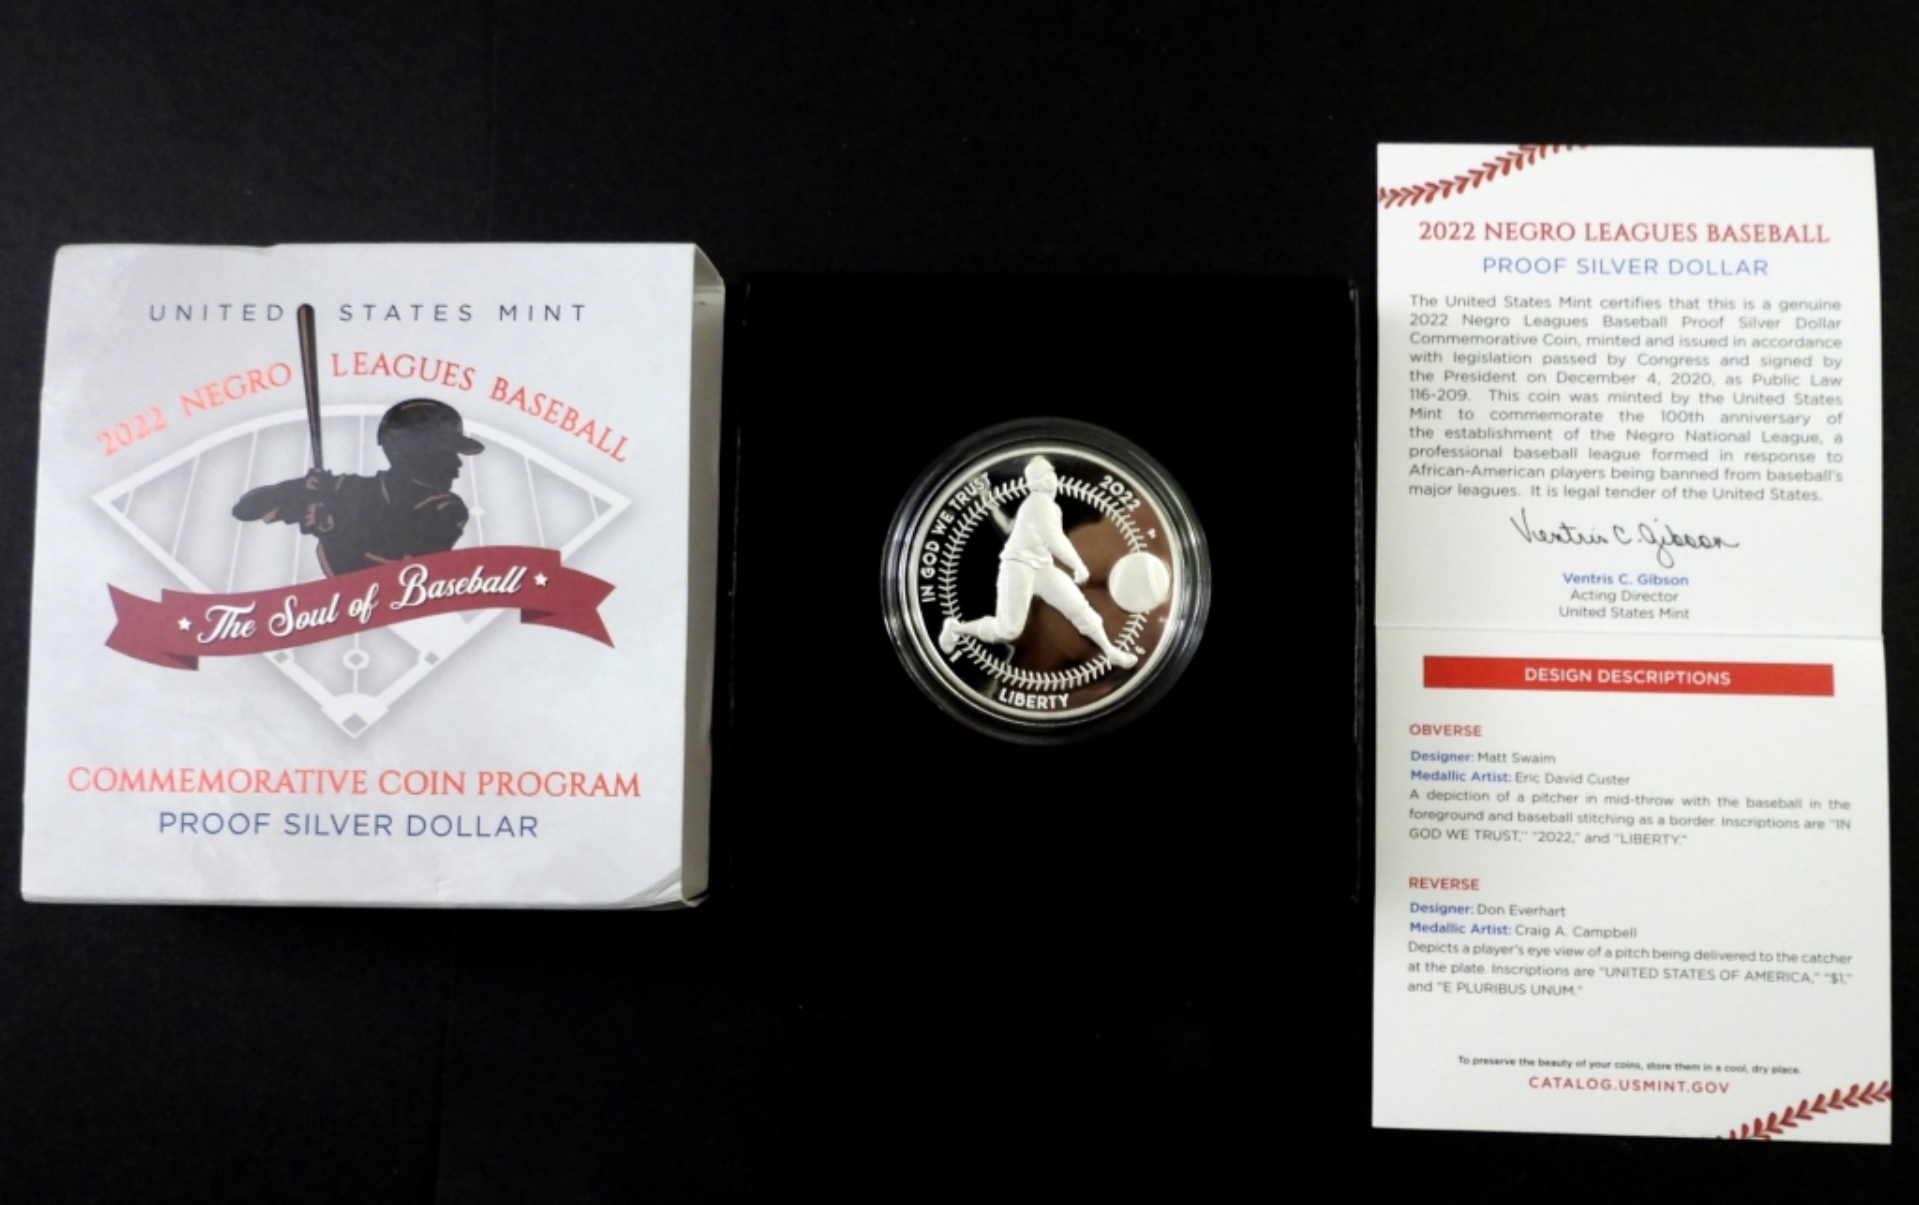 UNITED STATES MINT
2022 NEGRO LEAGUES BASEBALL
The Soul of Baseball
COMMEMORATIVE COIN PROGRAM
PROOF SILVER DOLLAR
IN GOD WE TRUST
2022
LIBERTY
2022 NEGRO LEAGUES BASEBALL
PROOF SILVER DOLLAR
The United States Mint certifies that this is a genuine
2022 Negro Leagues Baseball Proof Silver Dollar
Commemorative Coin, minted and issued in accordance
with legislation passed by Congress and signed by
the President on December 4, 2020, as Public Law
116-209. This coin was minted by the United States
Mint to commemorate the 100th anniversary of
the establishment of the Negro National League, a
professional baseball league formed in response to
African-American players being banned from baseball's
major leagues. It is legal tender of the United States.
Ventris C. Gibson
Ventris C. Gibson
Acting Director
United States Mint
DESIGN DESCRIPTIONS
OBVERSE
Designer: Matt Swaim
Medallic Artist: Eric David Custer
A depiction of a pitcher in mid-throw with the baseball in the
foreground and baseball stitching as a border. Inscriptions are "IN
GOD WE TRUST," "2022," and "LIBERTY."
REVERSE
Designer: Don Everhart
Medallic Artist: Craig A. Campbell
Depicts a player's eye view of a pitch being delivered to the catcher
at the plate. Inscriptions are "UNITED STATES OF AMERICA," "$1,"
and "E PLURIBUS UNUM."
To preserve the beauty of your coins, store them in a cool, dry place.
CATALOG.USMINT.GOV